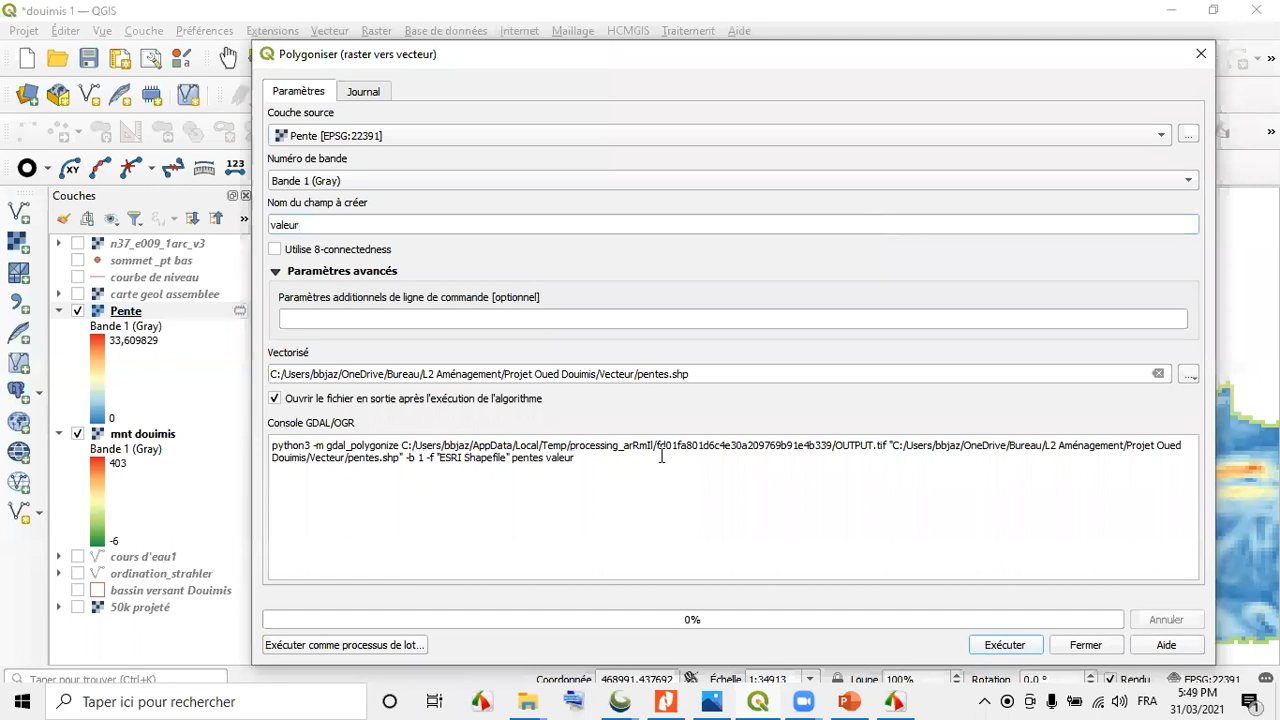 *douimis 1 — QGIS
Projet Éditer Vue Couche Préférences Extensions Vecteur Raster Base de données Internet Maillage HCMGIS Traitement Aide
Polygoniser (raster vers vecteur)
Paramètres Journal
Couche source
Pente [EPSG:22391]
...
Numéro de bande
Bande 1 (Gray)
Nom du champ à créer
valeur
Utilise 8-connectedness
Paramètres avancés
Paramètres additionnels de ligne de commande [optionnel]
Vectorisé
C:/Users/bbjaz/OneDrive/Bureau/L2 Aménagement/Projet Oued Douimis/Vecteur/pentes.shp
...
Ouvrir le fichier en sortie après l'exécution de l'algorithme
Console GDAL/OGR
python3 -m gdal_polygonize C:/Users/bbjaz/AppData/Local/Temp/processing_arRmIl/fd01fa801d6c4e30a209769b91e4b339/OUTPUT.tif "C:/Users/bbjaz/OneDrive/Bureau/L2 Aménagement/Projet Oued
Douimis/Vecteur/pentes.shp" -b 1 -f "ESRI Shapefile" pentes valeur
0%
Annuler
Exécuter comme processus de lot...
Exécuter Fermer Aide
123
Couches
»
n37_e009_1arc_v3
sommet _pt bas
courbe de niveau
carte geol assemblee
Pente
Bande 1 (Gray)
33,609829
0
mnt douimis
Bande 1 (Gray)
403
-6
cours d'eau1
ordination_strahler
bassin versant Douimis
50k projeté
Taper pour trouver (Ctrl+K)
Coordonnée 468991,437692 Échelle 1:34913 Loupe 100% Rotation 0,0 ° Rendu
Taper ici pour rechercher
FRA
5:49 PM
31/03/2021